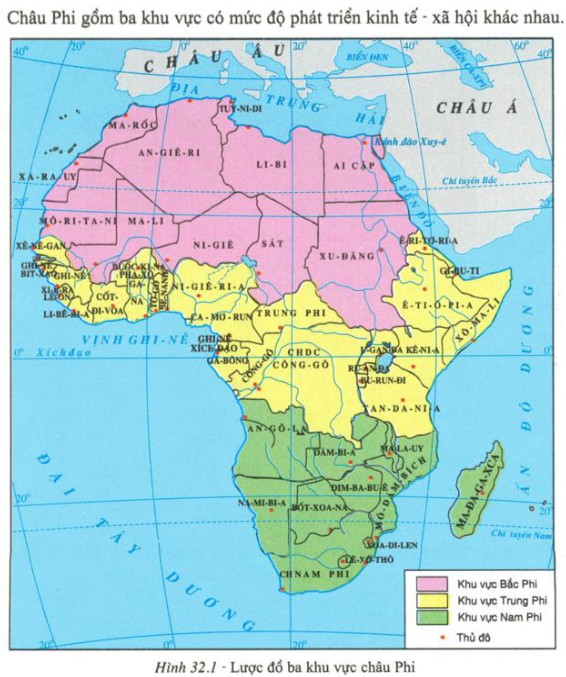 Châu Phi gồm ba khu vực có mức độ phát triển kinh tế - xã hội khác nhau.
20° 0° 20° 40° 60°
CHÂU ÂU
BIỂN ĐEN
BIỂN CA-XPI
40°
ĐỊA TRUNG HẢI
CHÂU Á
TUY-NI-DI
MA-RỐC
Kênh đào Xuy-ê
AN-GIÊ-RI
LI-BI
AI CẬP
XA-RA-UY
Chí tuyến Bắc
20°
BIỂN ĐỎ
MÔ-RI-TA-NI
MA-LI
NI-GIÊ
SÁT
XU-ĐĂNG
Ê-RI-TƠ-RI-A
XÊ-NÊ-GAN
GHI-NÊ
BIT-XAO
GHI-NÊ
BUỐC-KI-NA
PHA-XÔ
GI-BU-TI
XI-Ê-RA
LÊ-ÔN
CỐT-
ĐI-VOA
GA-
NA
TÔ-GÔ
BÊ-NANH
NI-GIÊ-RI-A
LI-BÊ-RI-A
Ê-TI-Ô-PI-A
XÔ-MA-LI
CA-MƠ-RUN
TRUNG PHI
VỊNH GHI-NÊ
GHI-NÊ
XÍCH ĐẠO
Xích đạo
0°
GA-BÔNG
CÔNG-GÔ
CHDC
CÔNG-GÔ
U-GAN-ĐA
KÊ-NI-A
RU-AN-ĐA
BU-RUN-ĐI
TAN-DA-NI-A
ẤN ĐỘ DƯƠNG
AN-GÔ-LA
DĂM-BI-A
MA-LA-UY
MÔ-DĂM-BÍCH
DIM-BA-BU-Ê
MA-ĐA-GA-XCA
ĐẠI TÂY DƯƠNG
20°
NA-MI-BI-A
BỐT-XOA-NA
20°
Chí tuyến Nam
XOA-DI-LEN
LÊ-XÔ-THÔ
CHNAM PHI
Khu vực Bắc Phi
Khu vực Trung Phi
Khu vực Nam Phi
Thủ đô
20° 0° 20°
Hình 32.1 - Lược đồ ba khu vực châu Phi